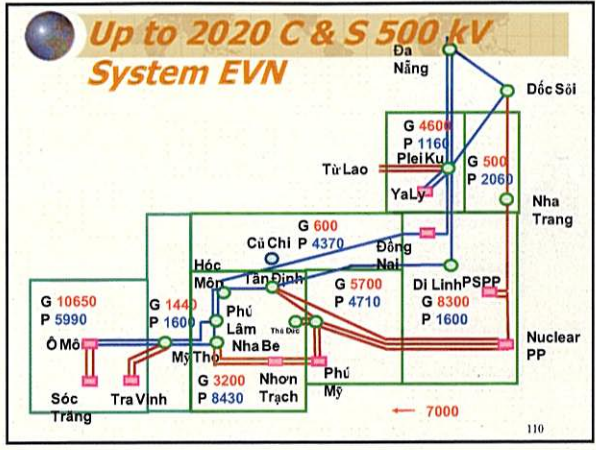 Up to 2020 C & S 500 kV
System EVN
Đa
Nẵng
Dốc Sỏi
G 4600
P 1160
PleiKu
G 500
P 2060
Từ Lao
YaLy
Nha
Trang
G 600
P 4370
Củ Chi
Đồng
Nai
Hóc
Môn
Tân Định
G 5700
P 4710
Di Linh
PSPP
G 8300
P 1600
G 10650
P 5990
G 1440
P 1600
Phú
Lâm
Thủ Đức
Ô Mô
Mỹ Tho
Nha Be
Nuclear
PP
G 3200
P 8430
Nhơn
Trạch
Phú
Mỹ
Sóc
Trăng
Tra Vinh
7000
110